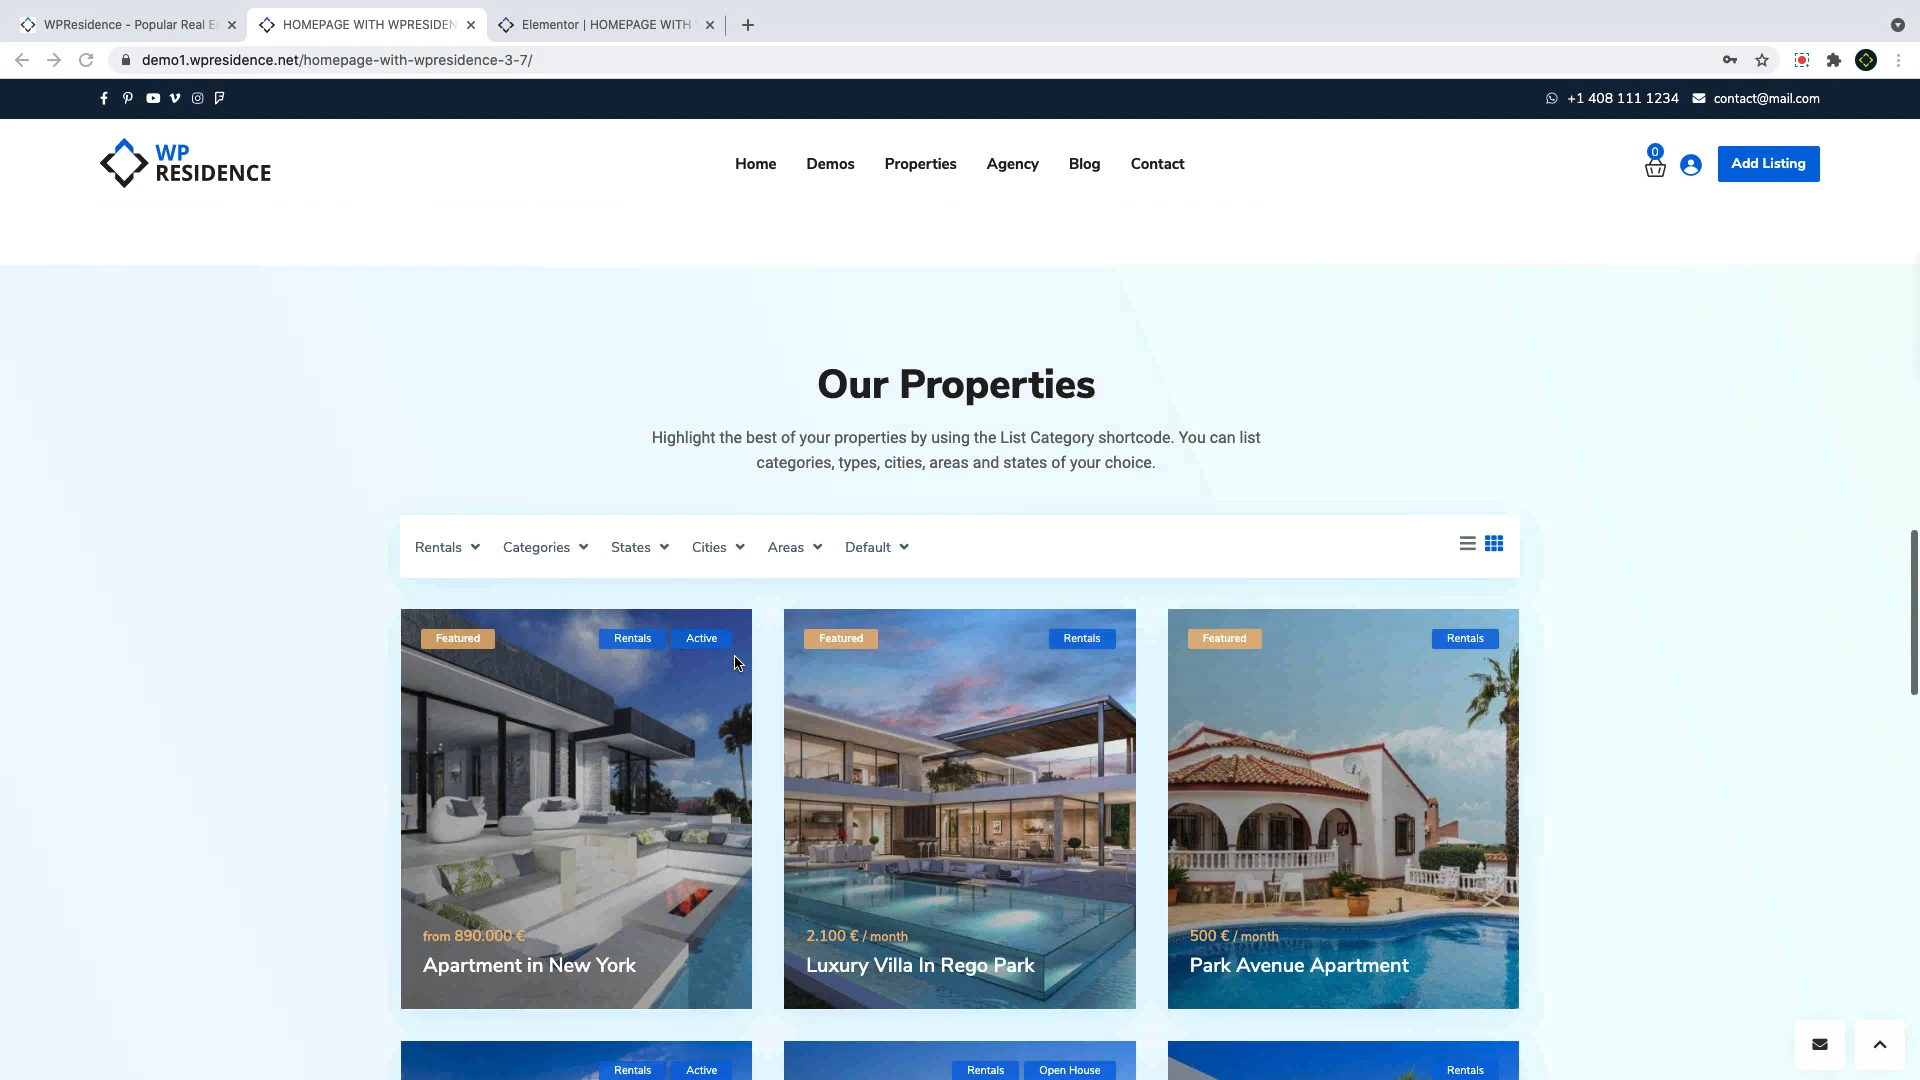 WPResidence - Popular Real E
HOMEPAGE WITH WPRESIDEN
Elementor | HOMEPAGE WITH
demo1.wpresidence.net/homepage-with-wpresidence-3-7/
+1 408 111 1234
contact@mail.com
WP
RESIDENCE
Home
Demos
Properties
Agency
Blog
Contact
0
Add Listing
Our Properties
Highlight the best of your properties by using the List Category shortcode. You can list
categories, types, cities, areas and states of your choice.
Rentals
Categories
States
Cities
Areas
Default
Featured
Rentals
Active
Featured
Rentals
Featured
Rentals
from 890.000 €
Apartment in New York
2.100 € / month
Luxury Villa In Rego Park
500 € / month
Park Avenue Apartment
Rentals
Active
Rentals
Open House
Rentals